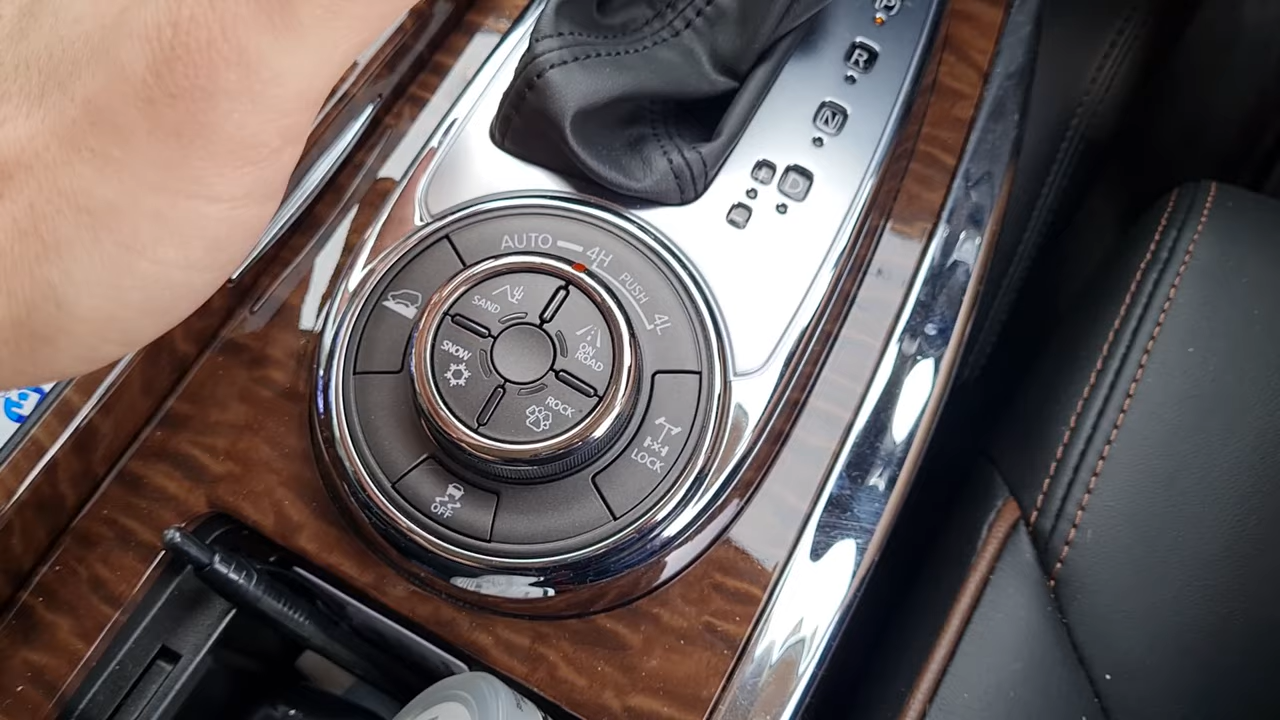 P
R
N
D
AUTO
4H
PUSH
4L
SAND
ON
ROAD
SNOW
ROCK
LOCK
OFF